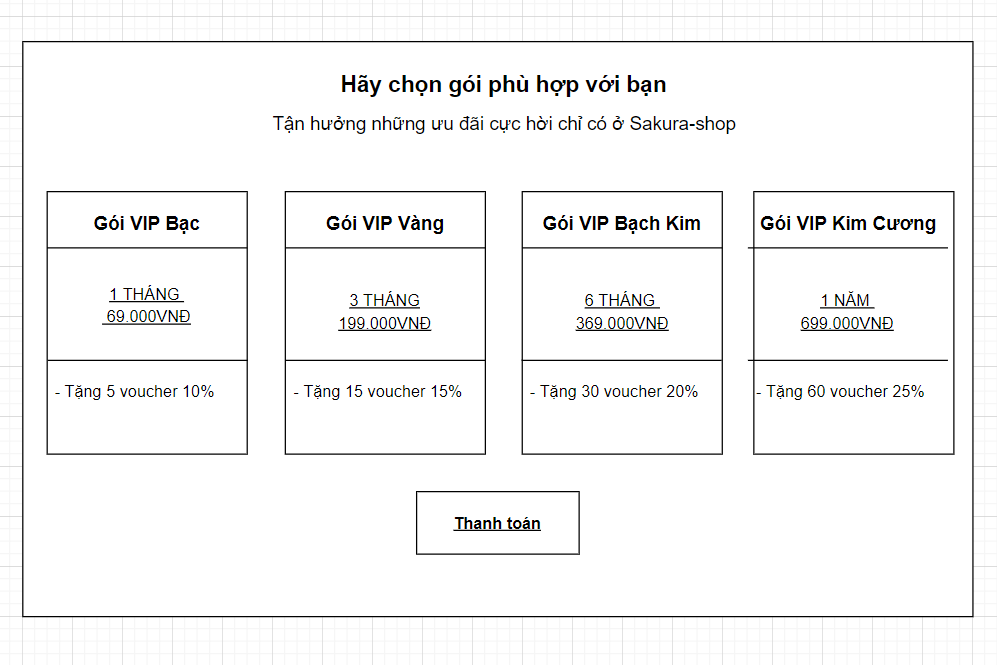 Hãy chọn gói phù hợp với bạn
Tận hưởng những ưu đãi cực hời chỉ có ở Sakura-shop
Gói VIP Bạc
1 THÁNG
69.000VNĐ
- Tặng 5 voucher 10%
Gói VIP Vàng
3 THÁNG
199.000VNĐ
- Tặng 15 voucher 15%
Gói VIP Bạch Kim
6 THÁNG
369.000VNĐ
- Tặng 30 voucher 20%
Gói VIP Kim Cương
1 NĂM
699.000VNĐ
- Tặng 60 voucher 25%
Thanh toán